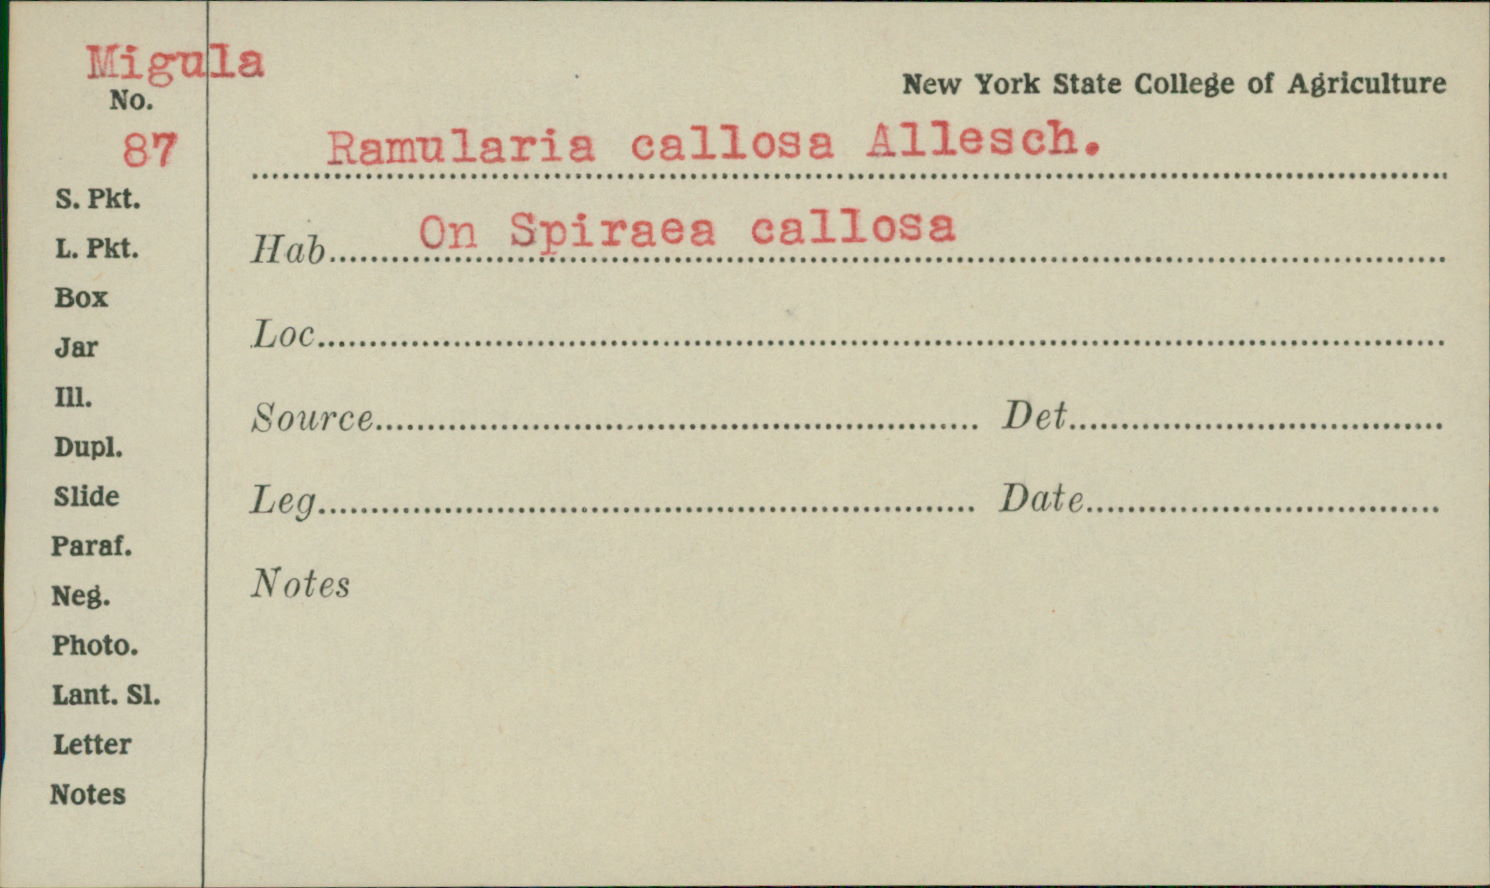 Migula
No.
87
S. Pkt.
L. Pkt.
Box
Jar
Ill.
Dupl.
Slide
Paraf.
Neg.
Photo.
Lant. Sl.
Letter
Notes
New York State College of Agriculture
Ramularia callosa Allesch.
Hab. On Spiraea callosa
Loc.
Source Det.
Leg. Date
Notes